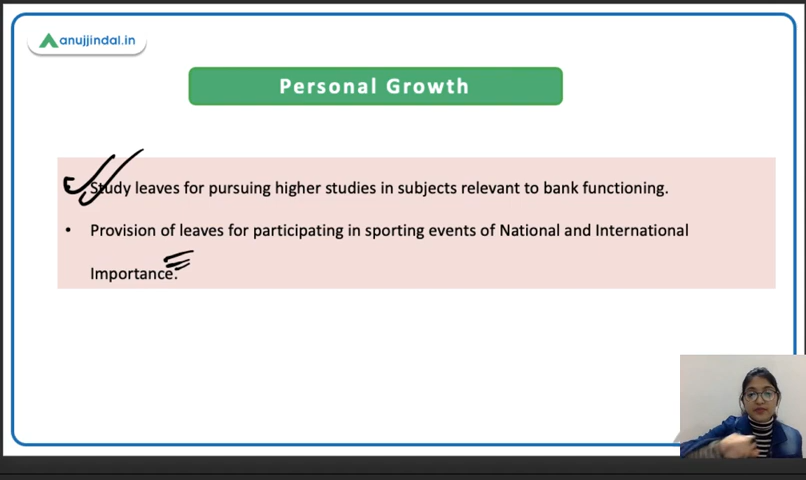 anujjindal.in
Personal Growth
Study leaves for pursuing higher studies in subjects relevant to bank functioning.
• Provision of leaves for participating in sporting events of National and International
Importance.